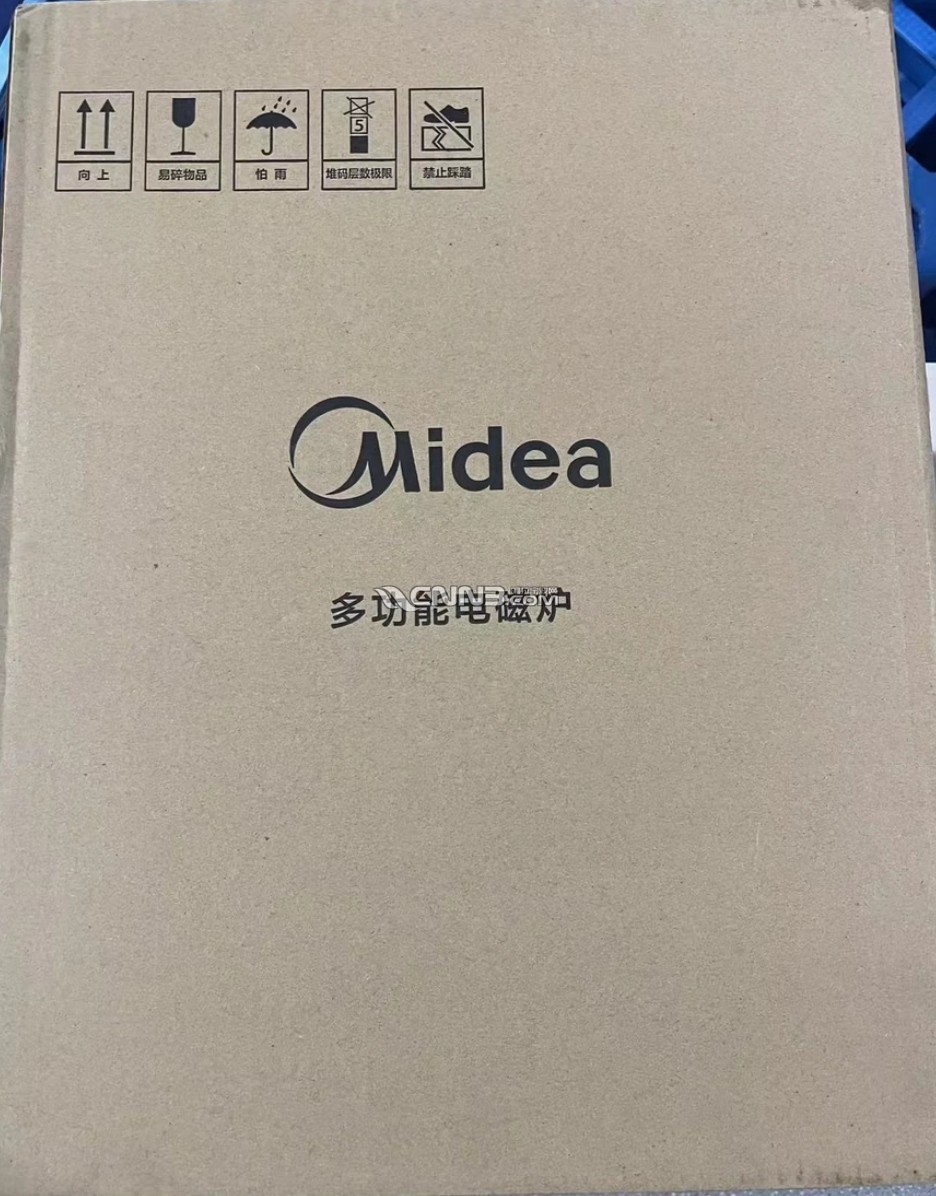 5
向上
易碎物品
怕雨
堆码层数极限
禁止踩踏
Midea
多功能电磁炉
CNNB
.COM